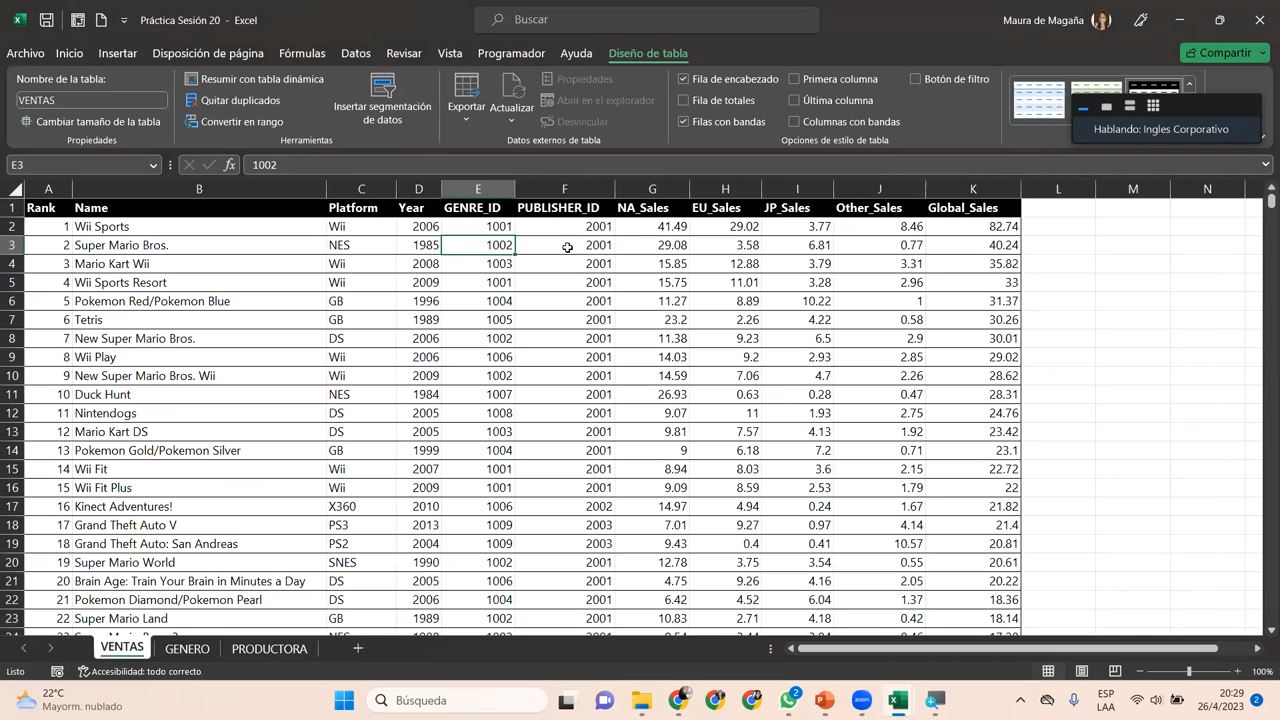 Práctica Sesión 20 - Excel
Buscar
Maura de Magaña
Archivo Inicio Insertar Disposición de página Fórmulas Datos Revisar Vista Programador Ayuda Diseño de tabla Compartir
Nombre de la tabla:
VENTAS
Cambiar tamaño de la tabla
Propiedades
Resumir con tabla dinámica
Quitar duplicados
Convertir en rango
Insertar segmentación
de datos
Herramientas
Exportar Actualizar
Propiedades
Abrir en el explorador
Desvincular
Datos externos de tabla
Fila de encabezado Primera columna Botón de filtro
Fila de totales Última columna
Filas con bandas Columnas con bandas
Opciones de estilo de tabla
Hablando: Ingles Corporativo
E3 fx 1002
A B C D E F G H I J K L M N
1 Rank Name Platform Year GENRE_ID PUBLISHER_ID NA_Sales EU_Sales JP_Sales Other_Sales Global_Sales
2 1 Wii Sports Wii 2006 1001 2001 41.49 29.02 3.77 8.46 82.74
3 2 Super Mario Bros. NES 1985 1002 2001 29.08 3.58 6.81 0.77 40.24
4 3 Mario Kart Wii Wii 2008 1003 2001 15.85 12.88 3.79 3.31 35.82
5 4 Wii Sports Resort Wii 2009 1001 2001 15.75 11.01 3.28 2.96 33
6 5 Pokemon Red/Pokemon Blue GB 1996 1004 2001 11.27 8.89 10.22 1 31.37
7 6 Tetris GB 1989 1005 2001 23.2 2.26 4.22 0.58 30.26
8 7 New Super Mario Bros. DS 2006 1002 2001 11.38 9.23 6.5 2.9 30.01
9 8 Wii Play Wii 2006 1006 2001 14.03 9.2 2.93 2.85 29.02
10 9 New Super Mario Bros. Wii Wii 2009 1002 2001 14.59 7.06 4.7 2.26 28.62
11 10 Duck Hunt NES 1984 1007 2001 26.93 0.63 0.28 0.47 28.31
12 11 Nintendogs DS 2005 1008 2001 9.07 11 1.93 2.75 24.76
13 12 Mario Kart DS DS 2005 1003 2001 9.81 7.57 4.13 1.92 23.42
14 13 Pokemon Gold/Pokemon Silver GB 1999 1004 2001 9 6.18 7.2 0.71 23.1
15 14 Wii Fit Wii 2007 1001 2001 8.94 8.03 3.6 2.15 22.72
16 15 Wii Fit Plus Wii 2009 1001 2001 9.09 8.59 2.53 1.79 22
17 16 Kinect Adventures! X360 2010 1006 2002 14.97 4.94 0.24 1.67 21.82
18 17 Grand Theft Auto V PS3 2013 1009 2003 7.01 9.27 0.97 4.14 21.4
19 18 Grand Theft Auto: San Andreas PS2 2004 1009 2003 9.43 0.4 0.41 10.57 20.81
20 19 Super Mario World SNES 1990 1002 2001 12.78 3.75 3.54 0.55 20.61
21 20 Brain Age: Train Your Brain in Minutes a Day DS 2005 1006 2001 4.75 9.26 4.16 2.05 20.22
22 21 Pokemon Diamond/Pokemon Pearl DS 2006 1004 2001 6.42 4.52 6.04 1.37 18.36
23 22 Super Mario Land GB 1989 1002 2001 10.83 2.71 4.18 0.42 18.14
VENTAS GENERO PRODUCTORA
Listo Accesibilidad: todo correcto 100%
22°C
Mayorm. nublado
Búsqueda
2
zoom
ESP
LAA
20:29
26/4/2023
2